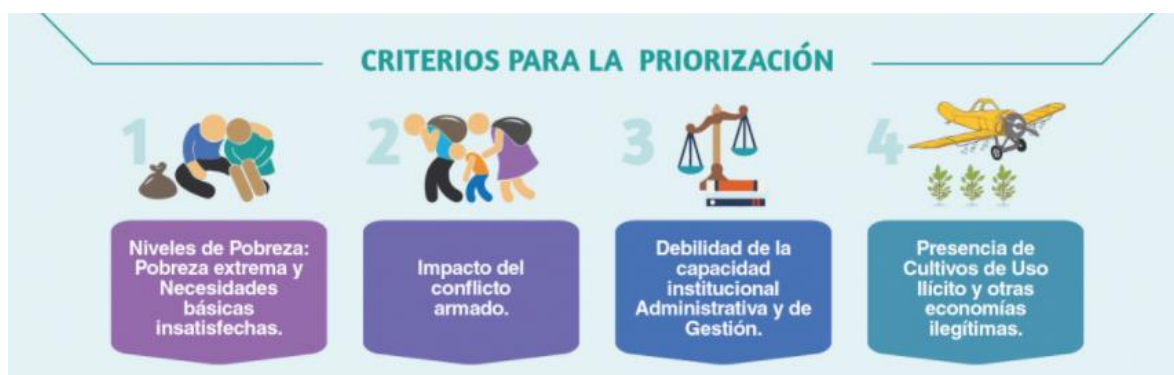 CRITERIOS PARA LA PRIORIZACIÓN
1
2
3
4
Niveles de Pobreza:
Pobreza extrema y
Necesidades
básicas
insatisfechas.
Impacto del
conflicto
armado.
Debilidad de la
capacidad
institucional
Administrativa y de
Gestión.
Presencia de
Cultivos de Uso
Ilícito y otras
economías
ilegítimas.